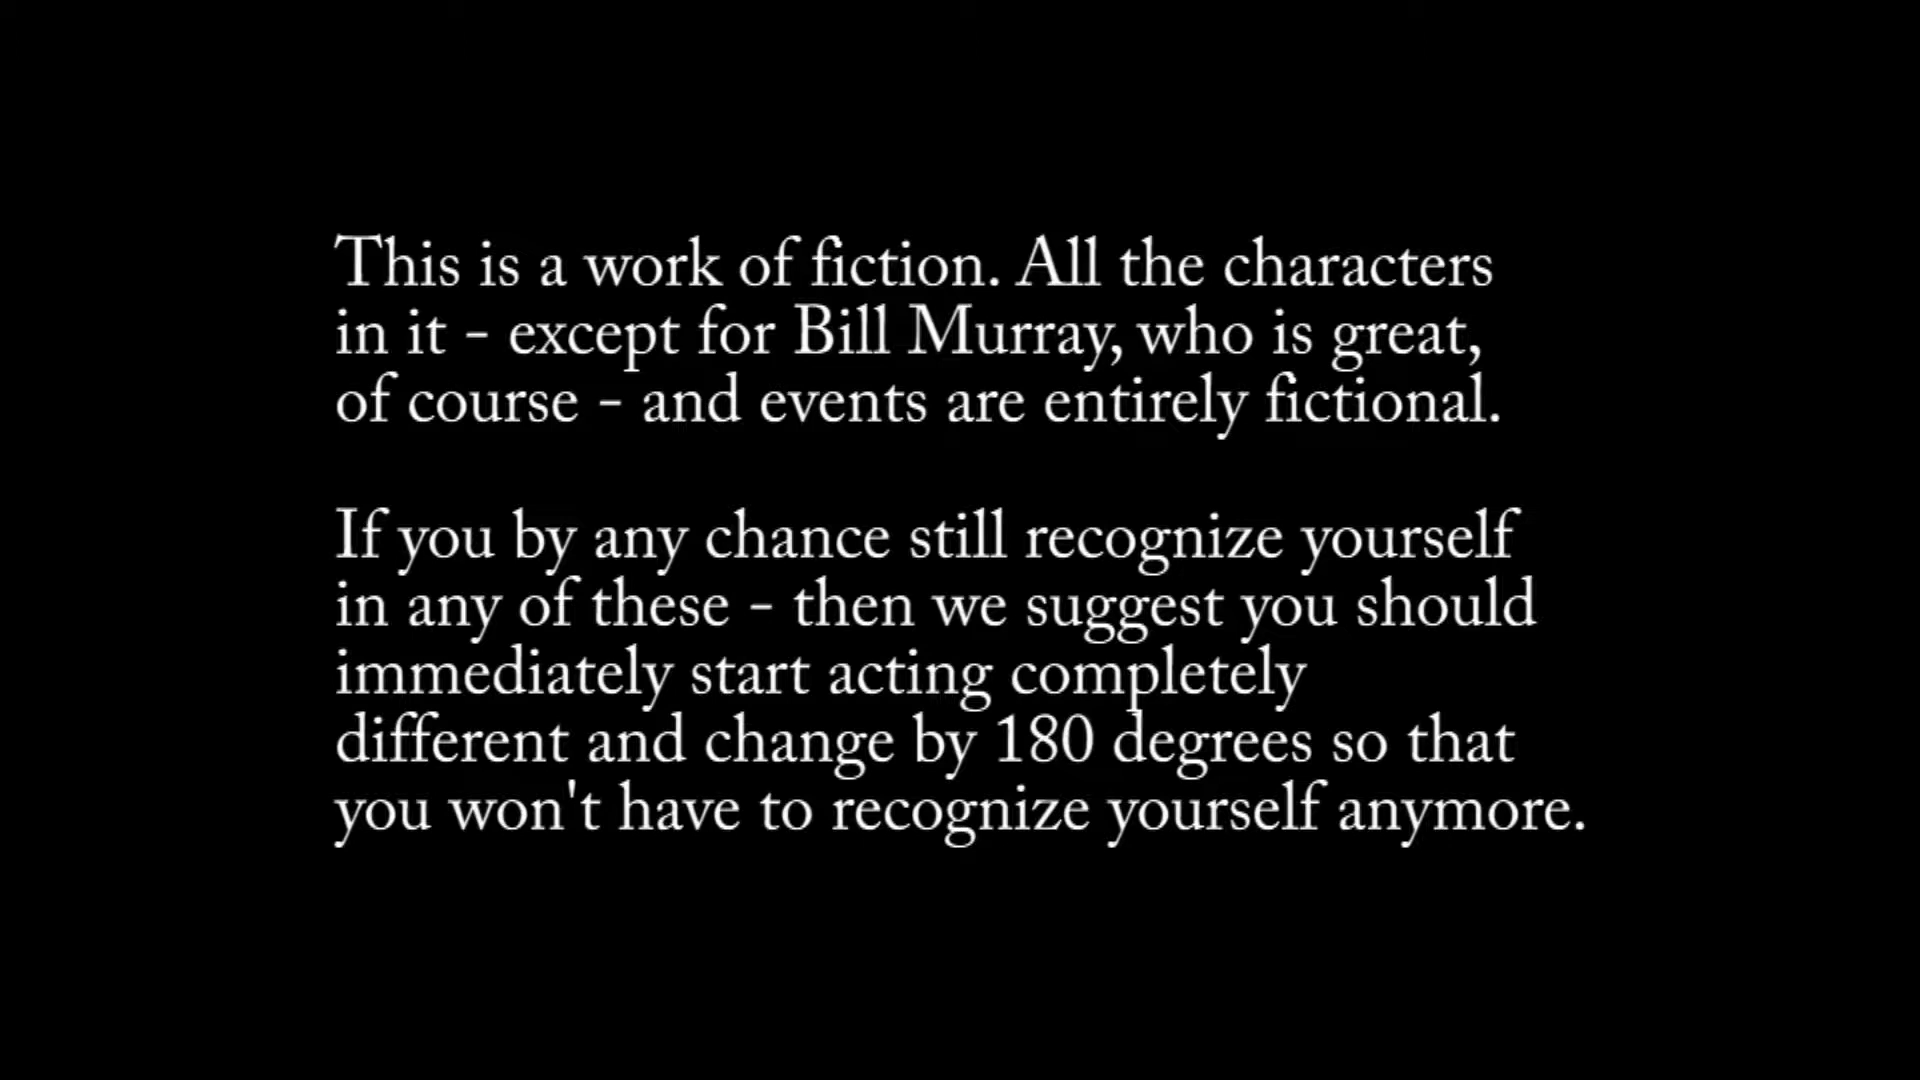 This is a work of fiction. All the characters
in it - except for Bill Murray, who is great,
of course - and events are entirely fictional.
If you by any chance still recognize yourself
in any of these - then we suggest you should
immediately start acting completely
different and change by 180 degrees so that
you won't have to recognize yourself anymore.